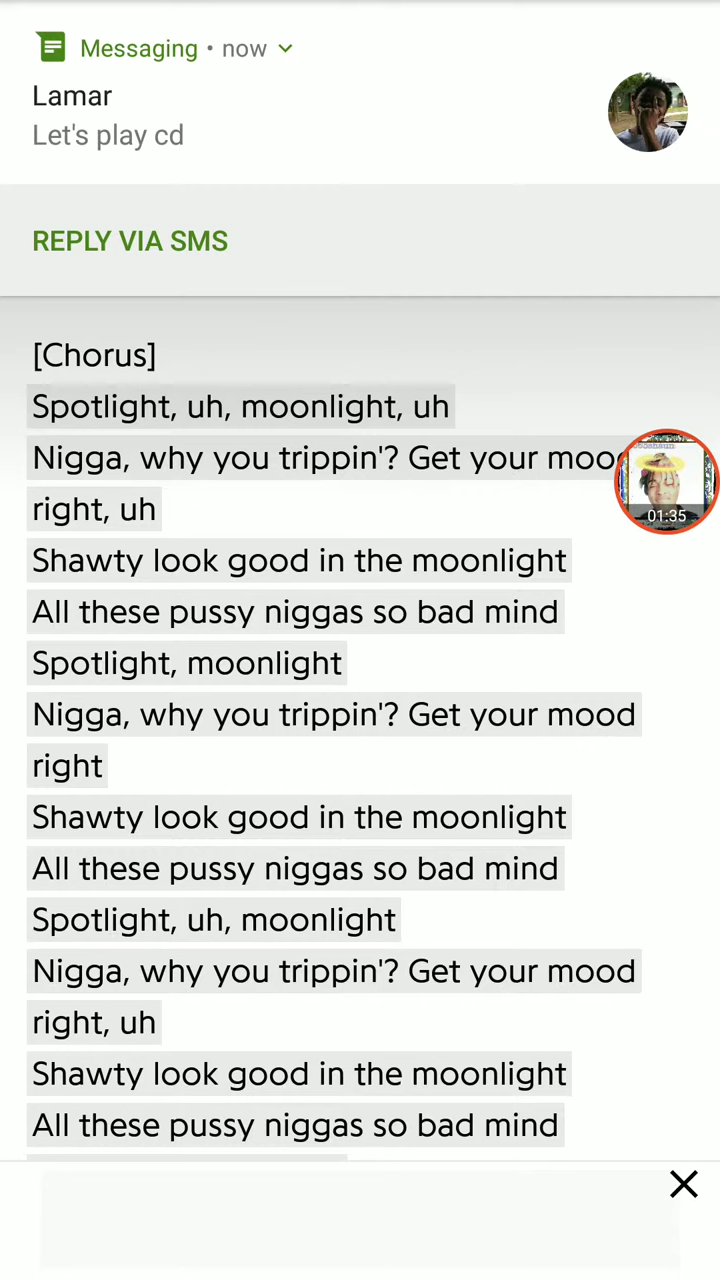 Messaging • now
Lamar
Let's play cd
REPLY VIA SMS
[Chorus]
Spotlight, uh, moonlight, uh
Nigga, why you trippin'? Get your mood
right, uh
Shawty look good in the moonlight
All these pussy niggas so bad mind
Spotlight, moonlight
Nigga, why you trippin'? Get your mood
right
Shawty look good in the moonlight
All these pussy niggas so bad mind
Spotlight, uh, moonlight
Nigga, why you trippin'? Get your mood
right, uh
Shawty look good in the moonlight
All these pussy niggas so bad mind
01:35